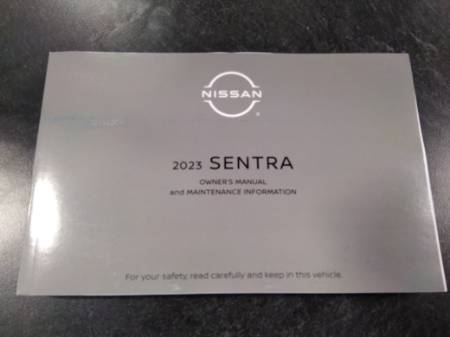 NISSAN
2023 SENTRA
OWNER'S MANUAL
and MAINTENANCE INFORMATION
For your safety, read carefully and keep in this vehicle.